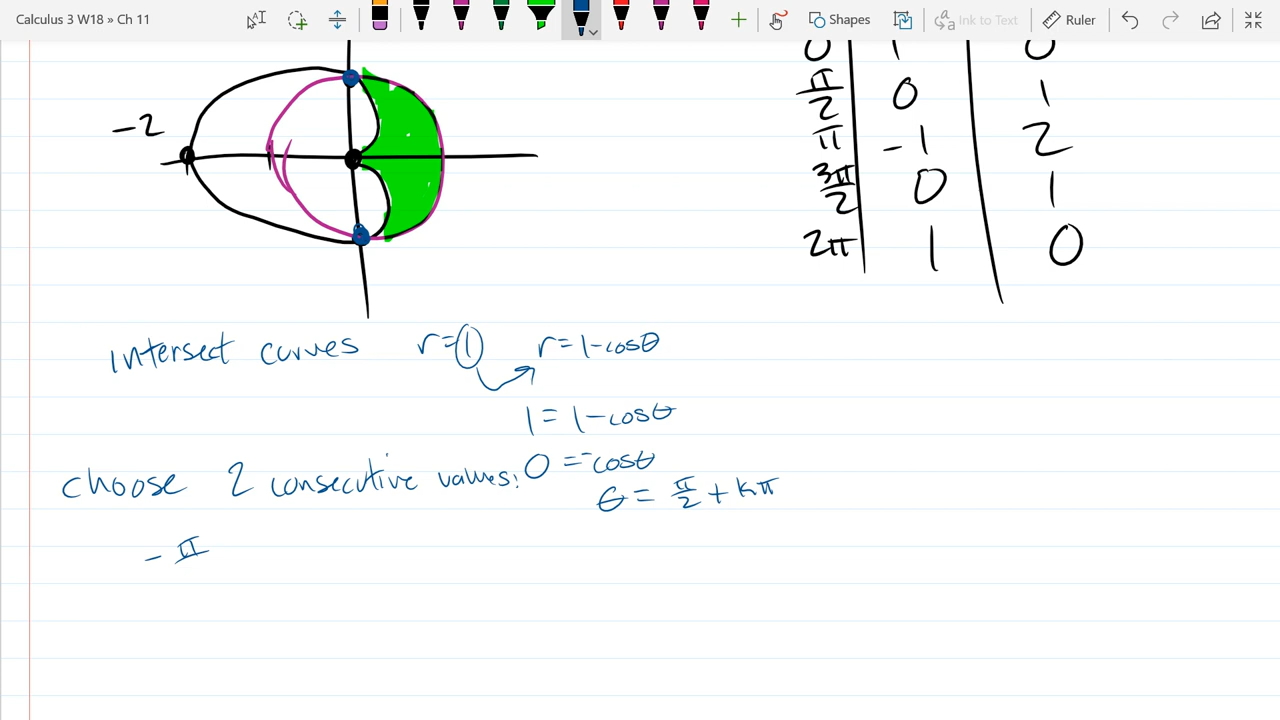 Calculus 3 W18 » Ch 11
Ink to Text
Shapes
Ruler
-2
0 1 0
π/2 0 1
π -1 2
3π/2 0 1
2π 1 0
intersect curves r=1 r=1-cosθ
1=1-cosθ
choose 2 consecutive values: 0=-cosθ
θ=π/2+kπ
-π